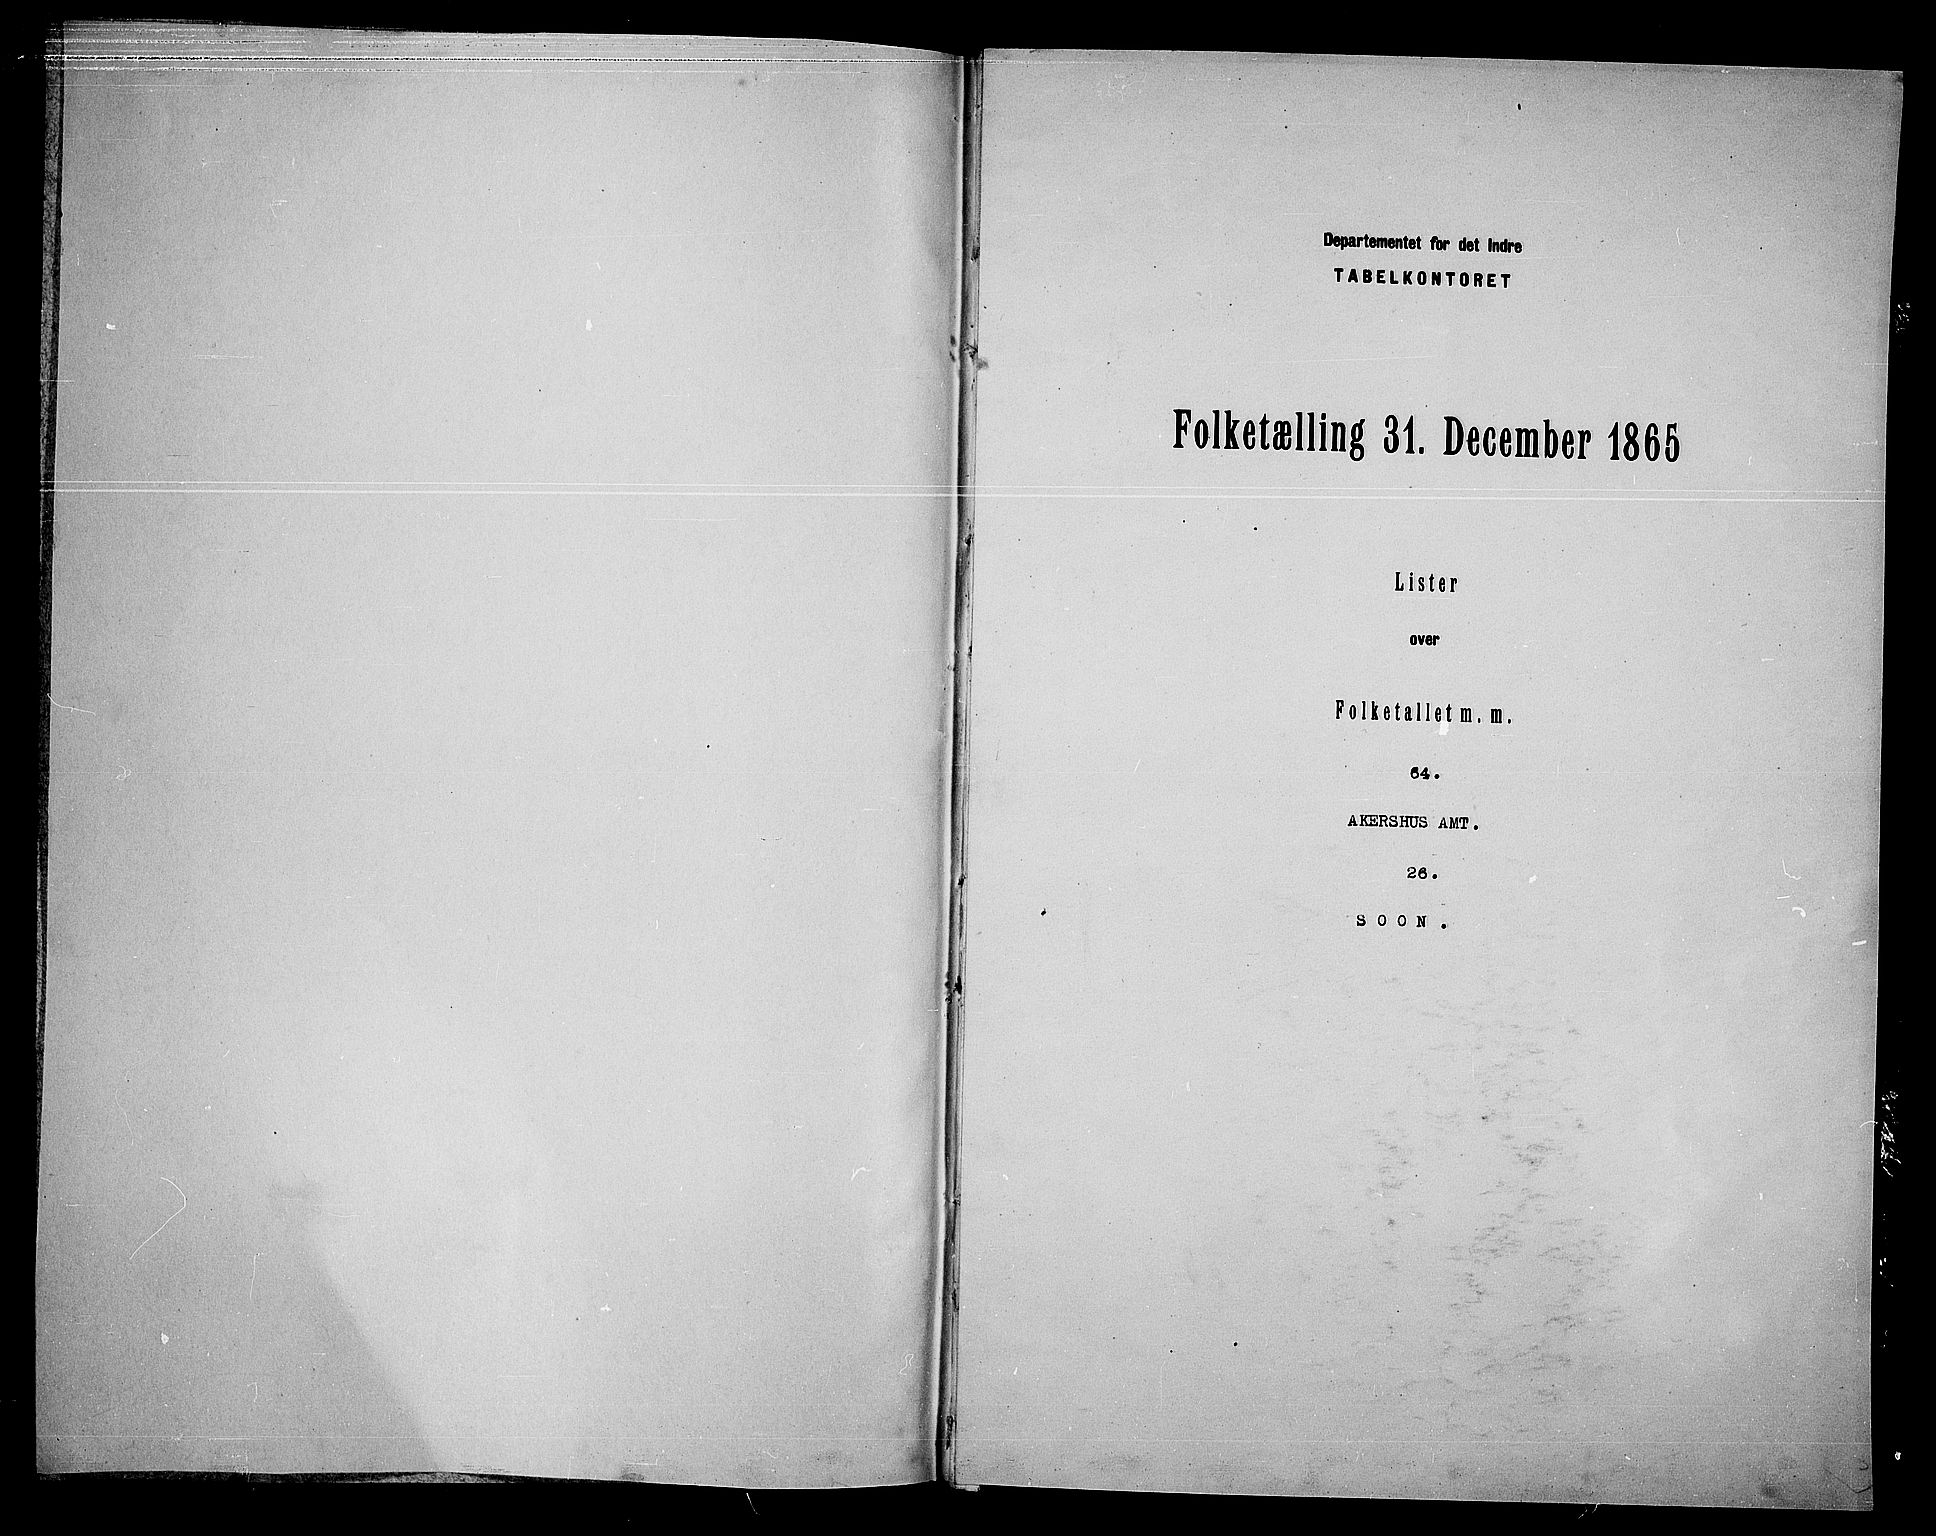 Departementet for det Indre
TABELKONTORET
Folketælling 31. December 1865
Lister
over
Folketallet m. m.
64.
AKERSHUS AMT.
26.
SOON.